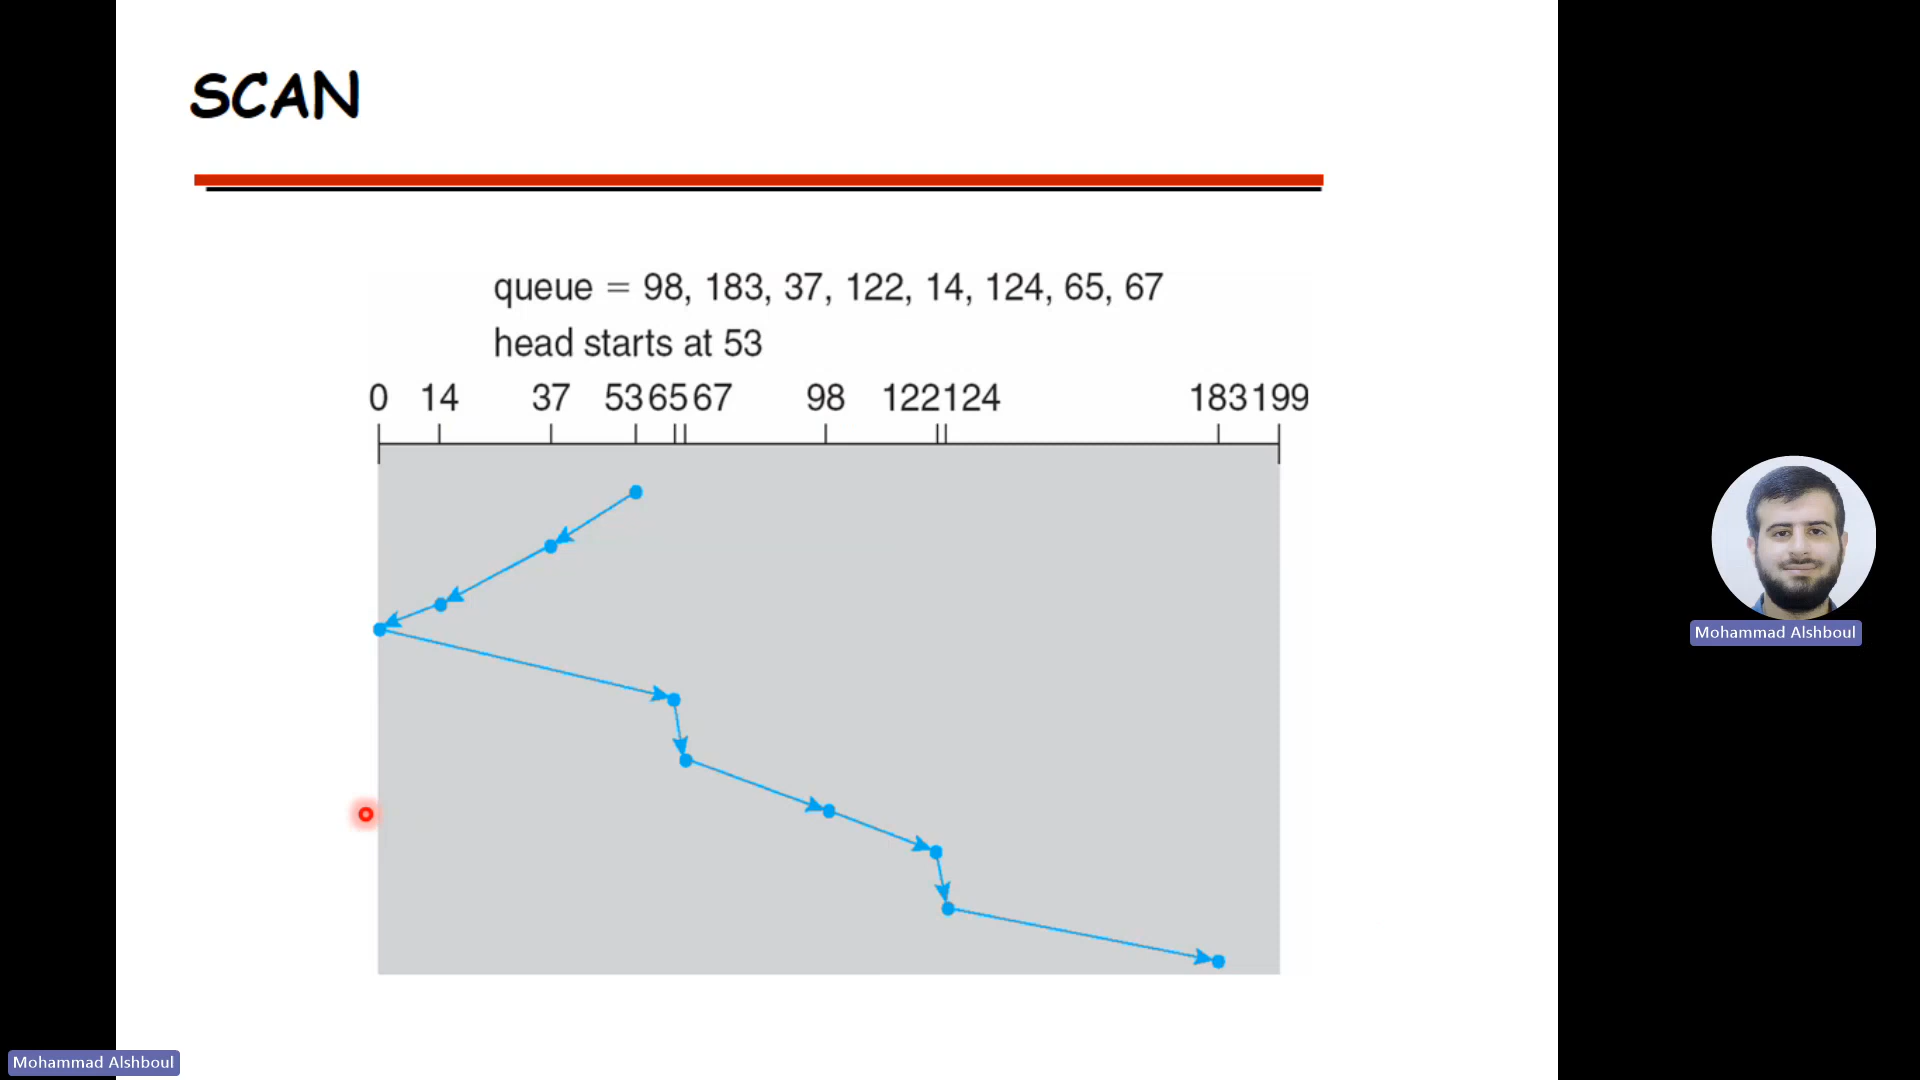 SCAN
queue = 98, 183, 37, 122, 14, 124, 65, 67
head starts at 53
0 14 37 53 65 67 98 122 124 183 199
Mohammad Alshboul
Mohammad Alshboul